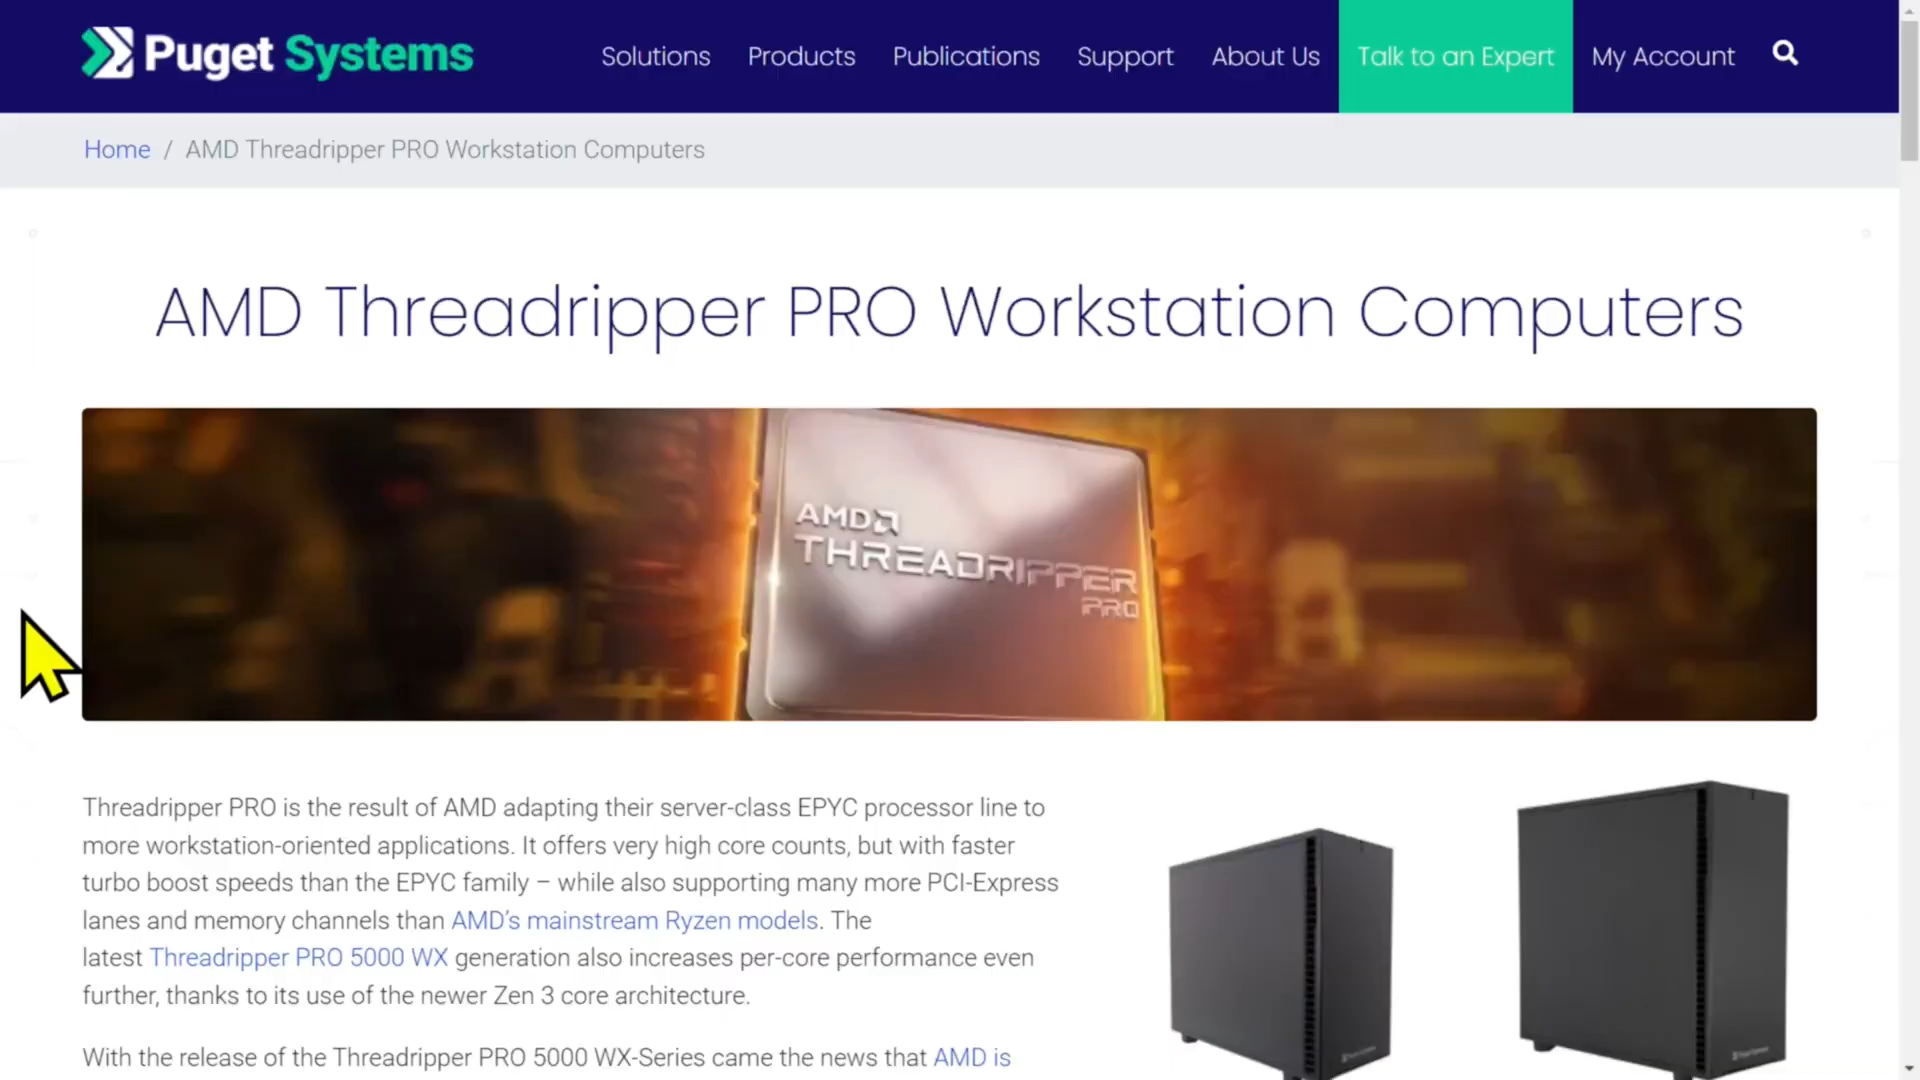 Puget Systems
Solutions
Products
Publications
Support
About Us
Talk to an Expert
My Account
Home / AMD Threadripper PRO Workstation Computers
AMD Threadripper PRO Workstation Computers
AMD
THREADRIPPER
PRO
Threadripper PRO is the result of AMD adapting their server-class EPYC processor line to
more workstation-oriented applications. It offers very high core counts, but with faster
turbo boost speeds than the EPYC family – while also supporting many more PCI-Express
lanes and memory channels than AMD's mainstream Ryzen models. The
latest Threadripper PRO 5000 WX generation also increases per-core performance even
further, thanks to its use of the newer Zen 3 core architecture.
With the release of the Threadripper PRO 5000 WX-Series came the news that AMD is